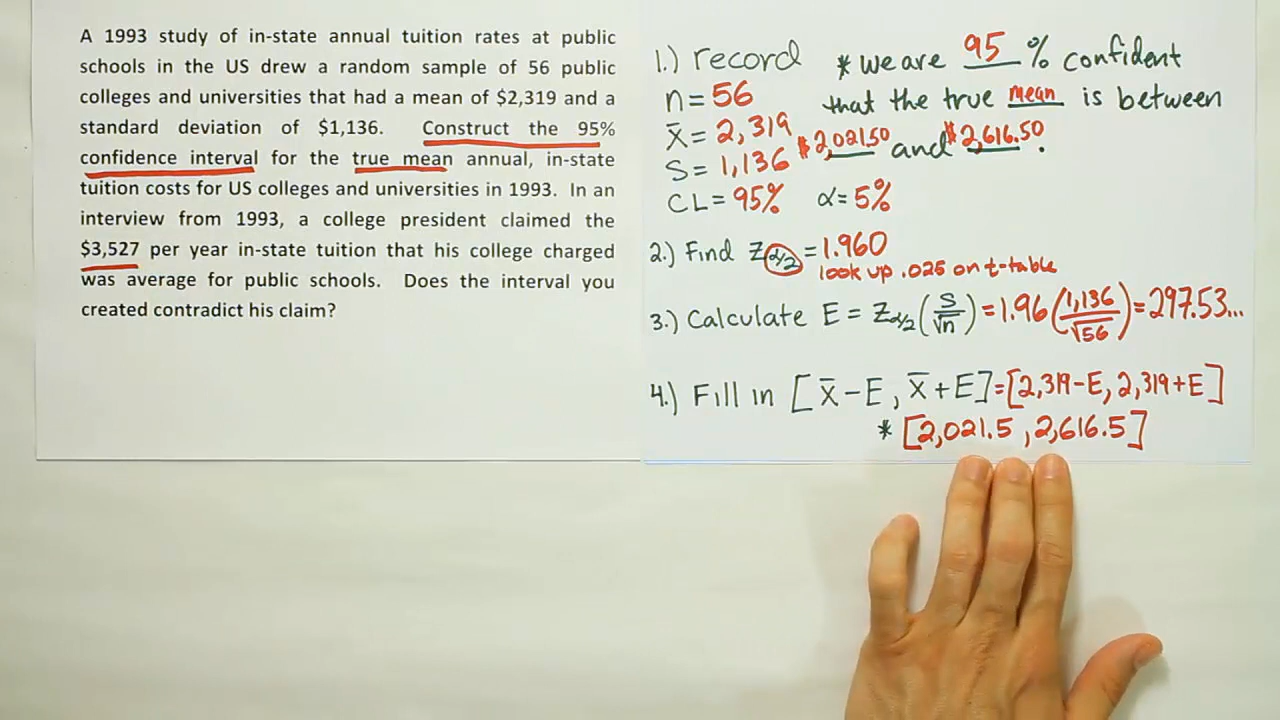 A 1993 study of in-state annual tuition rates at public
schools in the US drew a random sample of 56 public
colleges and universities that had a mean of $2,319 and a
standard deviation of $1,136. Construct the 95%
confidence interval for the true mean annual, in-state
tuition costs for US colleges and universities in 1993. In an
interview from 1993, a college president claimed the
$3,527 per year in-state tuition that his college charged
was average for public schools. Does the interval you
created contradict his claim?
1.) record
n = 56
x̄ = 2,319
S = 1,136
CL = 95% α = 5%
* we are 95 % confident
that the true mean is between
$2,021.50 and $2,616.50.
2.) Find Zα/2 = 1.960
look up .025 on t-table
3.) Calculate E = Zα/2 (S/√n) = 1.96 (1,136/√56) = 297.53...
4.) Fill in [x̄ - E, x̄ + E] = [2,319 - E, 2,319 + E]
* [2,021.5, 2,616.5]